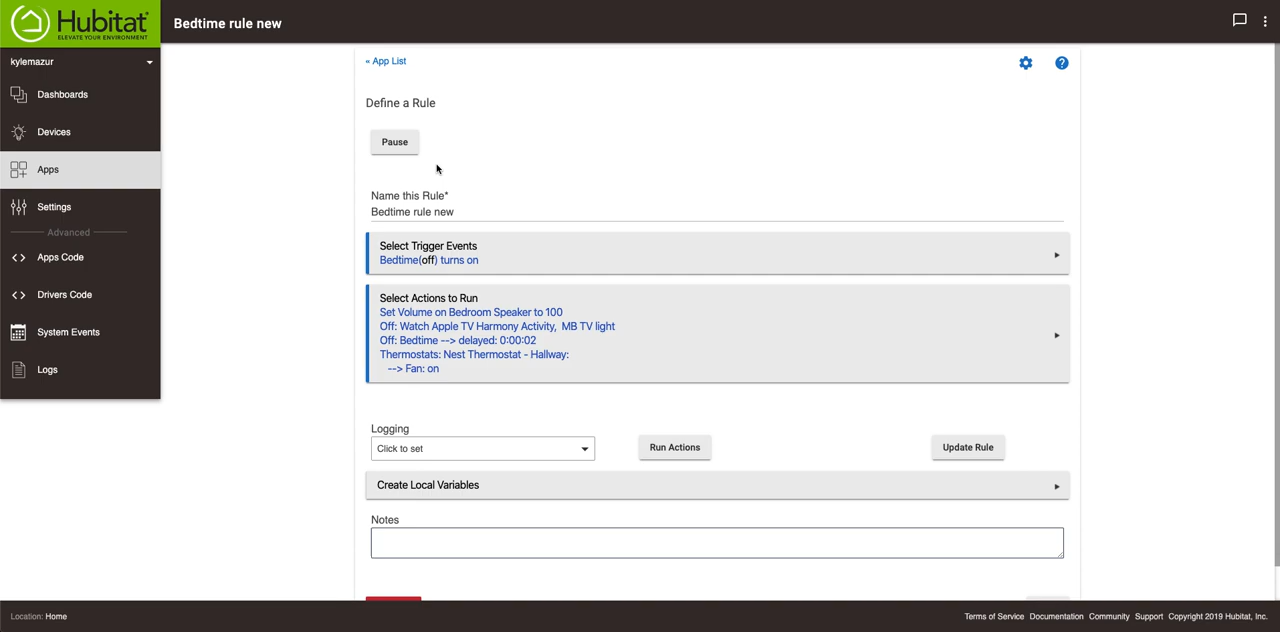 Hubitat
ELEVATE YOUR ENVIRONMENT
Bedtime rule new
kylemazur
Dashboards
Devices
Apps
Settings
Advanced
Apps Code
Drivers Code
System Events
Logs
« App List
Define a Rule
Pause
Name this Rule*
Bedtime rule new
Select Trigger Events
Bedtime(off) turns on
Select Actions to Run
Set Volume on Bedroom Speaker to 100
Off: Watch Apple TV Harmony Activity, MB TV light
Off: Bedtime --> delayed: 0:00:02
Thermostats: Nest Thermostat - Hallway:
--> Fan: on
Logging
Click to set
Run Actions
Update Rule
Create Local Variables
Notes
Location: Home
Terms of Service Documentation Community Support Copyright 2019 Hubitat, Inc.